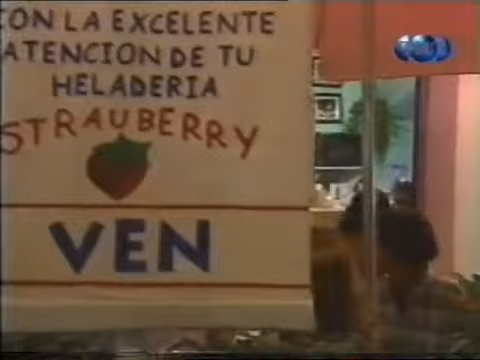 CON LA EXCELENTE
ATENCION DE TU
HELADERIA
STRAUBERRY
VEN